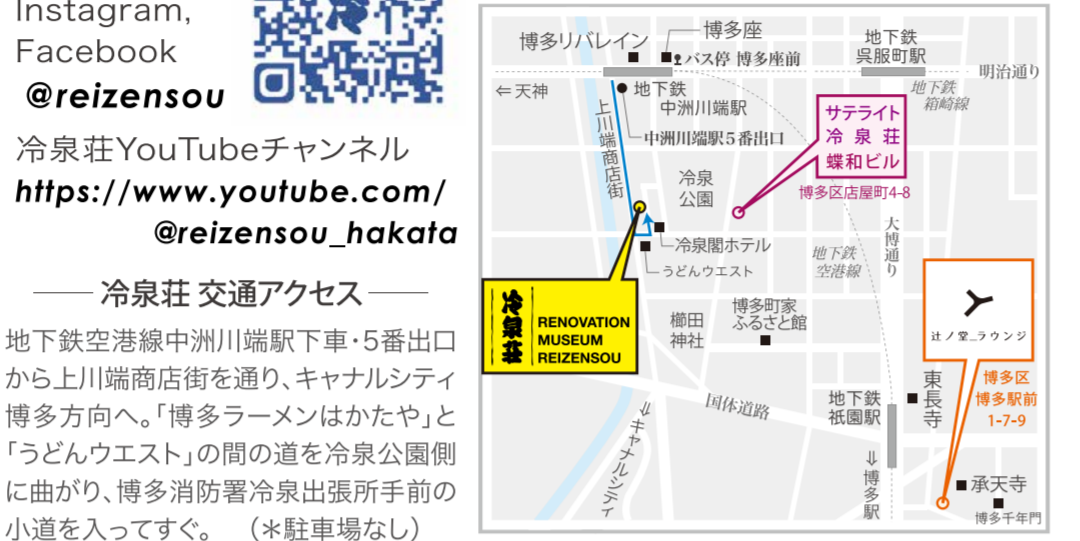 Instagram,
Facebook
@reizensou
冷泉荘YouTubeチャンネル
https://www.youtube.com/
@reizensou_hakata
冷泉荘 交通アクセス
地下鉄空港線中洲川端駅下車・5番出口
から上川端商店街を通り、キャナルシティ
博多方向へ。「博多ラーメンはかたや」と
「うどんウエスト」の間の道を冷泉公園側
に曲がり、博多消防署冷泉出張所手前の
小道を入ってすぐ。 （＊駐車場なし）
冷
博多リバレイン
博多座
バス停 博多座前
地下鉄
呉服町駅
明治通り
⇐天神
地下鉄
中洲川端駅
地下鉄
箱崎線
中洲川端駅5番出口
上川端商店街
サテライト
冷泉荘
蝶和ビル
博多区店屋町4-8
冷泉
公園
大博通り
冷泉閣ホテル
うどんウエスト
地下鉄
空港線
冷泉荘
RENOVATION
MUSEUM
REIZENSOU
櫛田
神社
博多町家
ふるさと館
辻ノ堂_ラウンジ
博多区
博多駅前
1-7-9
国体道路
地下鉄
祇園駅
東長寺
⇓キャナルシティ
⇓博多駅
承天寺
博多千年門